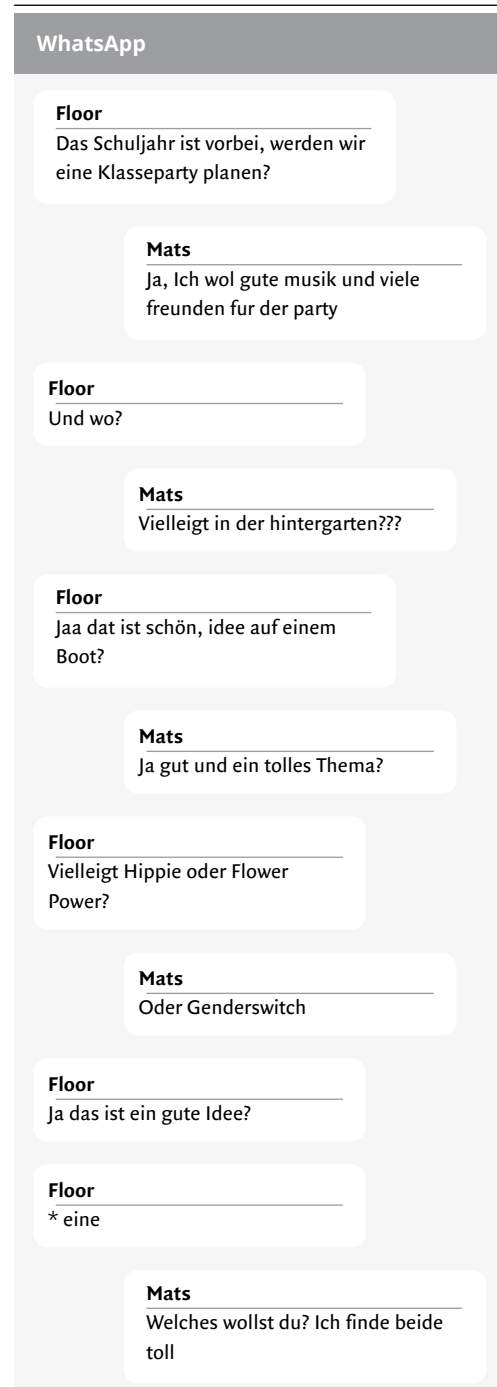 WhatsApp
Floor
Das Schuljahr ist vorbei, werden wir
eine Klasseparty planen?
Mats
Ja, Ich wol gute musik und viele
freunden fur der party
Floor
Und wo?
Mats
Vielleigt in der hintergarten???
Floor
Jaa dat ist schön, idee auf einem
Boot?
Mats
Ja gut und ein tolles Thema?
Floor
Vielleigt Hippie oder Flower
Power?
Mats
Oder Genderswitch
Floor
Ja das ist ein gute Idee?
Floor
* eine
Mats
Welches wollst du? Ich finde beide
toll